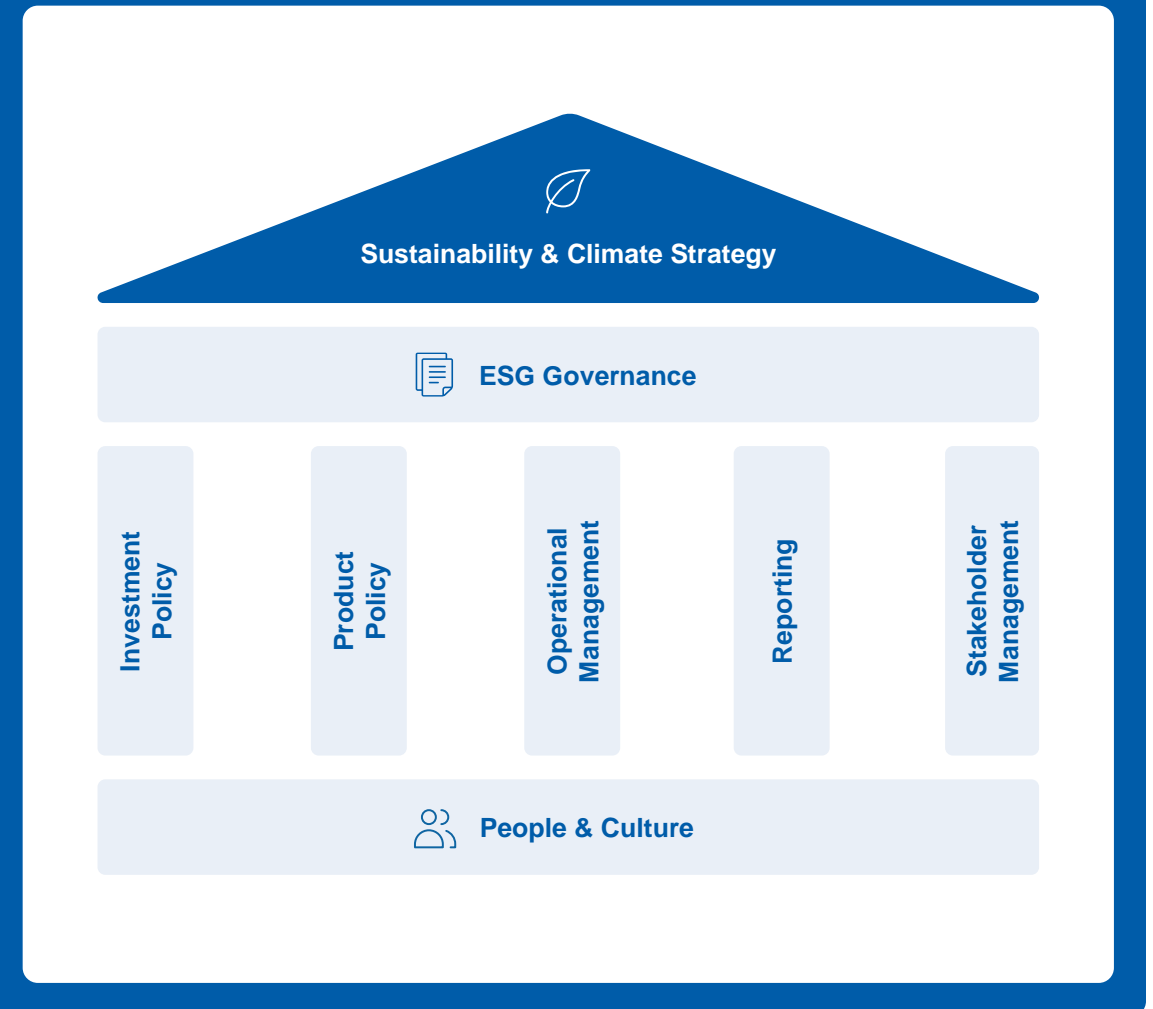 Sustainability & Climate Strategy
ESG Governance
Investment
Policy
Product
Policy
Operational
Management
Reporting
Stakeholder
Management
People & Culture